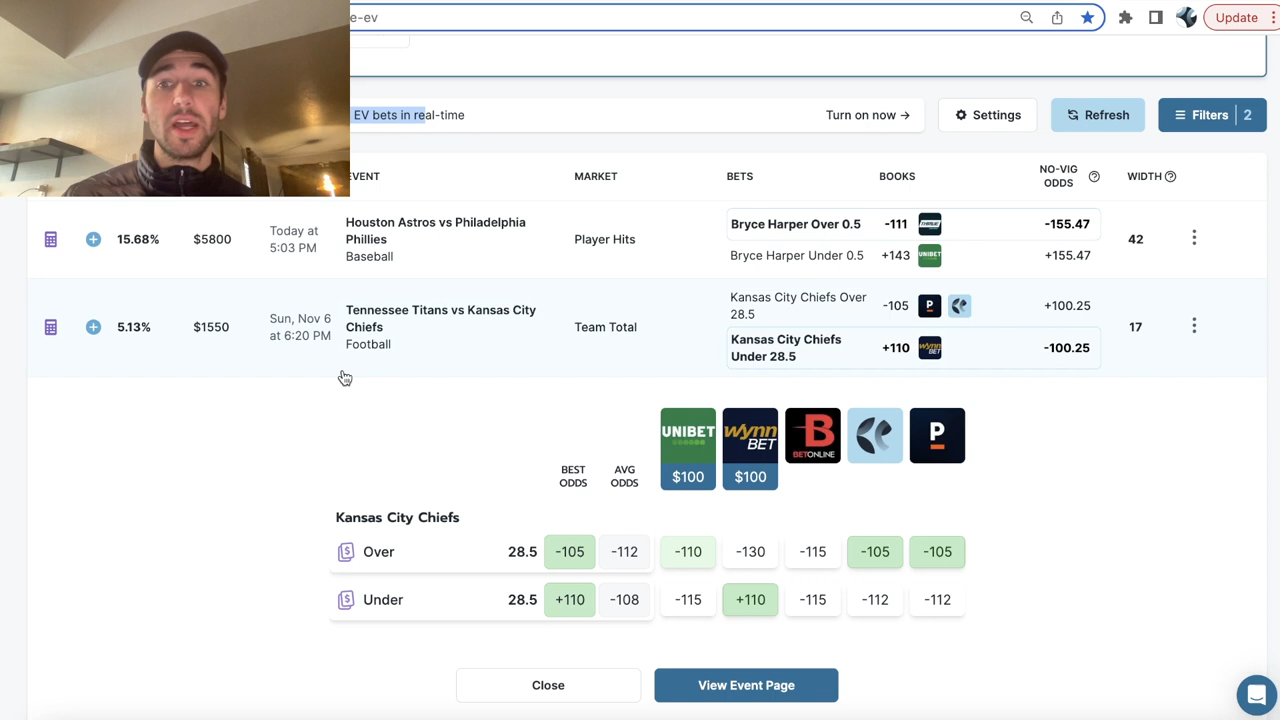 e-ev
Update
EV bets in real-time
Turn on now →
Settings
Refresh
Filters 2
EVENT
MARKET
BETS
BOOKS
NO-VIG
ODDS
WIDTH
15.68%
$5800
Today at
5:03 PM
Houston Astros vs Philadelphia
Phillies
Baseball
Player Hits
Bryce Harper Over 0.5
-111
-155.47
Bryce Harper Under 0.5
+143
UNIBET
+155.47
42
5.13%
$1550
Sun, Nov 6
at 6:20 PM
Tennessee Titans vs Kansas City
Chiefs
Football
Team Total
Kansas City Chiefs Over
28.5
-105
P
+100.25
Kansas City Chiefs
Under 28.5
+110
WYNN
BET
-100.25
17
BEST
ODDS
AVG
ODDS
UNIBET
$100
WYNN
BET
$100
B
BETONLINE
P
Kansas City Chiefs
Over 28.5 -105 -112 -110 -130 -115 -105 -105
Under 28.5 +110 -108 -115 +110 -115 -112 -112
Close
View Event Page